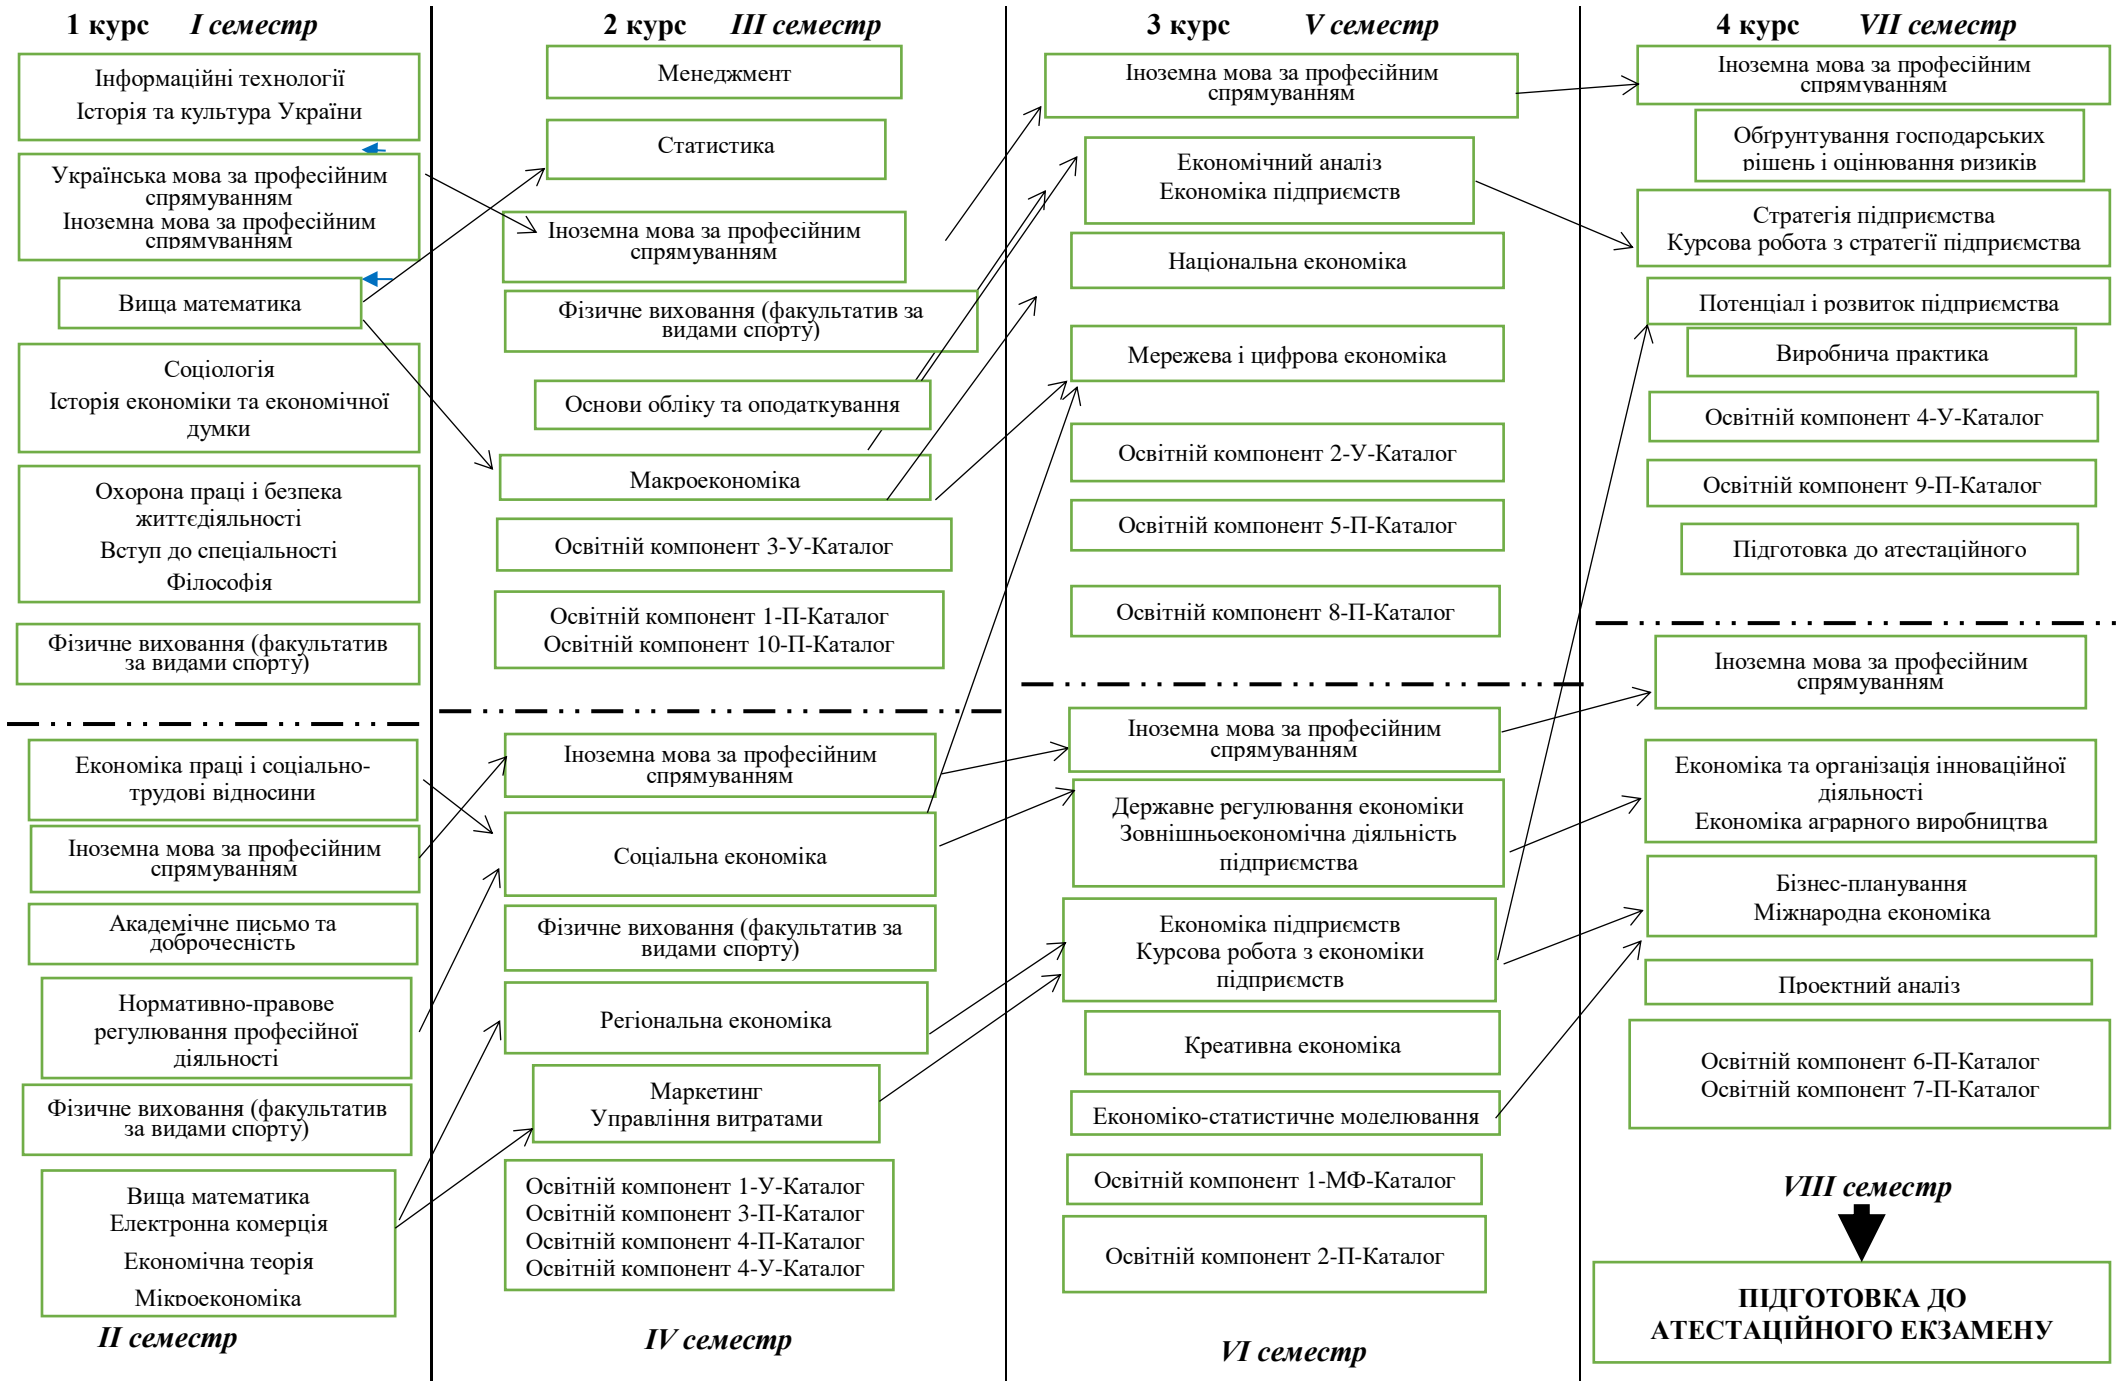 1 курс I семестр
Інформаційні технології
Історія та культура України
Українська мова за професійним
спрямуванням
Іноземна мова за професійним
спрямуванням
Вища математика
Соціологія
Історія економіки та економічної
думки
Охорона праці і безпека
життєдіяльності
Вступ до спеціальності
Філософія
Фізичне виховання (факультатив
за видами спорту)
Економіка праці і соціально-
трудові відносини
Іноземна мова за професійним
спрямуванням
Академічне письмо та
доброчесність
Нормативно-правове
регулювання професійної
діяльності
Фізичне виховання (факультатив
за видами спорту)
Вища математика
Електронна комерція
Економічна теорія
Мікроекономіка
II семестр
2 курс III семестр
Менеджмент
Статистика
Іноземна мова за професійним
спрямуванням
Фізичне виховання (факультатив за
видами спорту)
Основи обліку та оподаткування
Макроекономіка
Освітній компонент 3-У-Каталог
Освітній компонент 1-П-Каталог
Освітній компонент 10-П-Каталог
Іноземна мова за професійним
спрямуванням
Соціальна економіка
Фізичне виховання (факультатив за
видами спорту)
Регіональна економіка
Маркетинг
Управління витратами
Освітній компонент 1-У-Каталог
Освітній компонент 3-П-Каталог
Освітній компонент 4-П-Каталог
Освітній компонент 4-У-Каталог
IV семестр
3 курс V семестр
Іноземна мова за професійним
спрямуванням
Економічний аналіз
Економіка підприємств
Національна економіка
Мережева і цифрова економіка
Освітній компонент 2-У-Каталог
Освітній компонент 5-П-Каталог
Освітній компонент 8-П-Каталог
Іноземна мова за професійним
спрямуванням
Державне регулювання економіки
Зовнішньоекономічна діяльність
підприємства
Економіка підприємств
Курсова робота з економіки
підприємств
Креативна економіка
Економіко-статистичне моделювання
Освітній компонент 1-МФ-Каталог
Освітній компонент 2-П-Каталог
VI семестр
4 курс VII семестр
Іноземна мова за професійним
спрямуванням
Обґрунтування господарських
рішень і оцінювання ризиків
Стратегія підприємства
Курсова робота з стратегії підприємства
Потенціал і розвиток підприємства
Виробнича практика
Освітній компонент 4-У-Каталог
Освітній компонент 9-П-Каталог
Підготовка до атестаційного
Іноземна мова за професійним
спрямуванням
Економіка та організація інноваційної
діяльності
Економіка аграрного виробництва
Бізнес-планування
Міжнародна економіка
Проектний аналіз
Освітній компонент 6-П-Каталог
Освітній компонент 7-П-Каталог
VIII семестр
ПІДГОТОВКА ДО
АТЕСТАЦІЙНОГО ЕКЗАМЕНУ